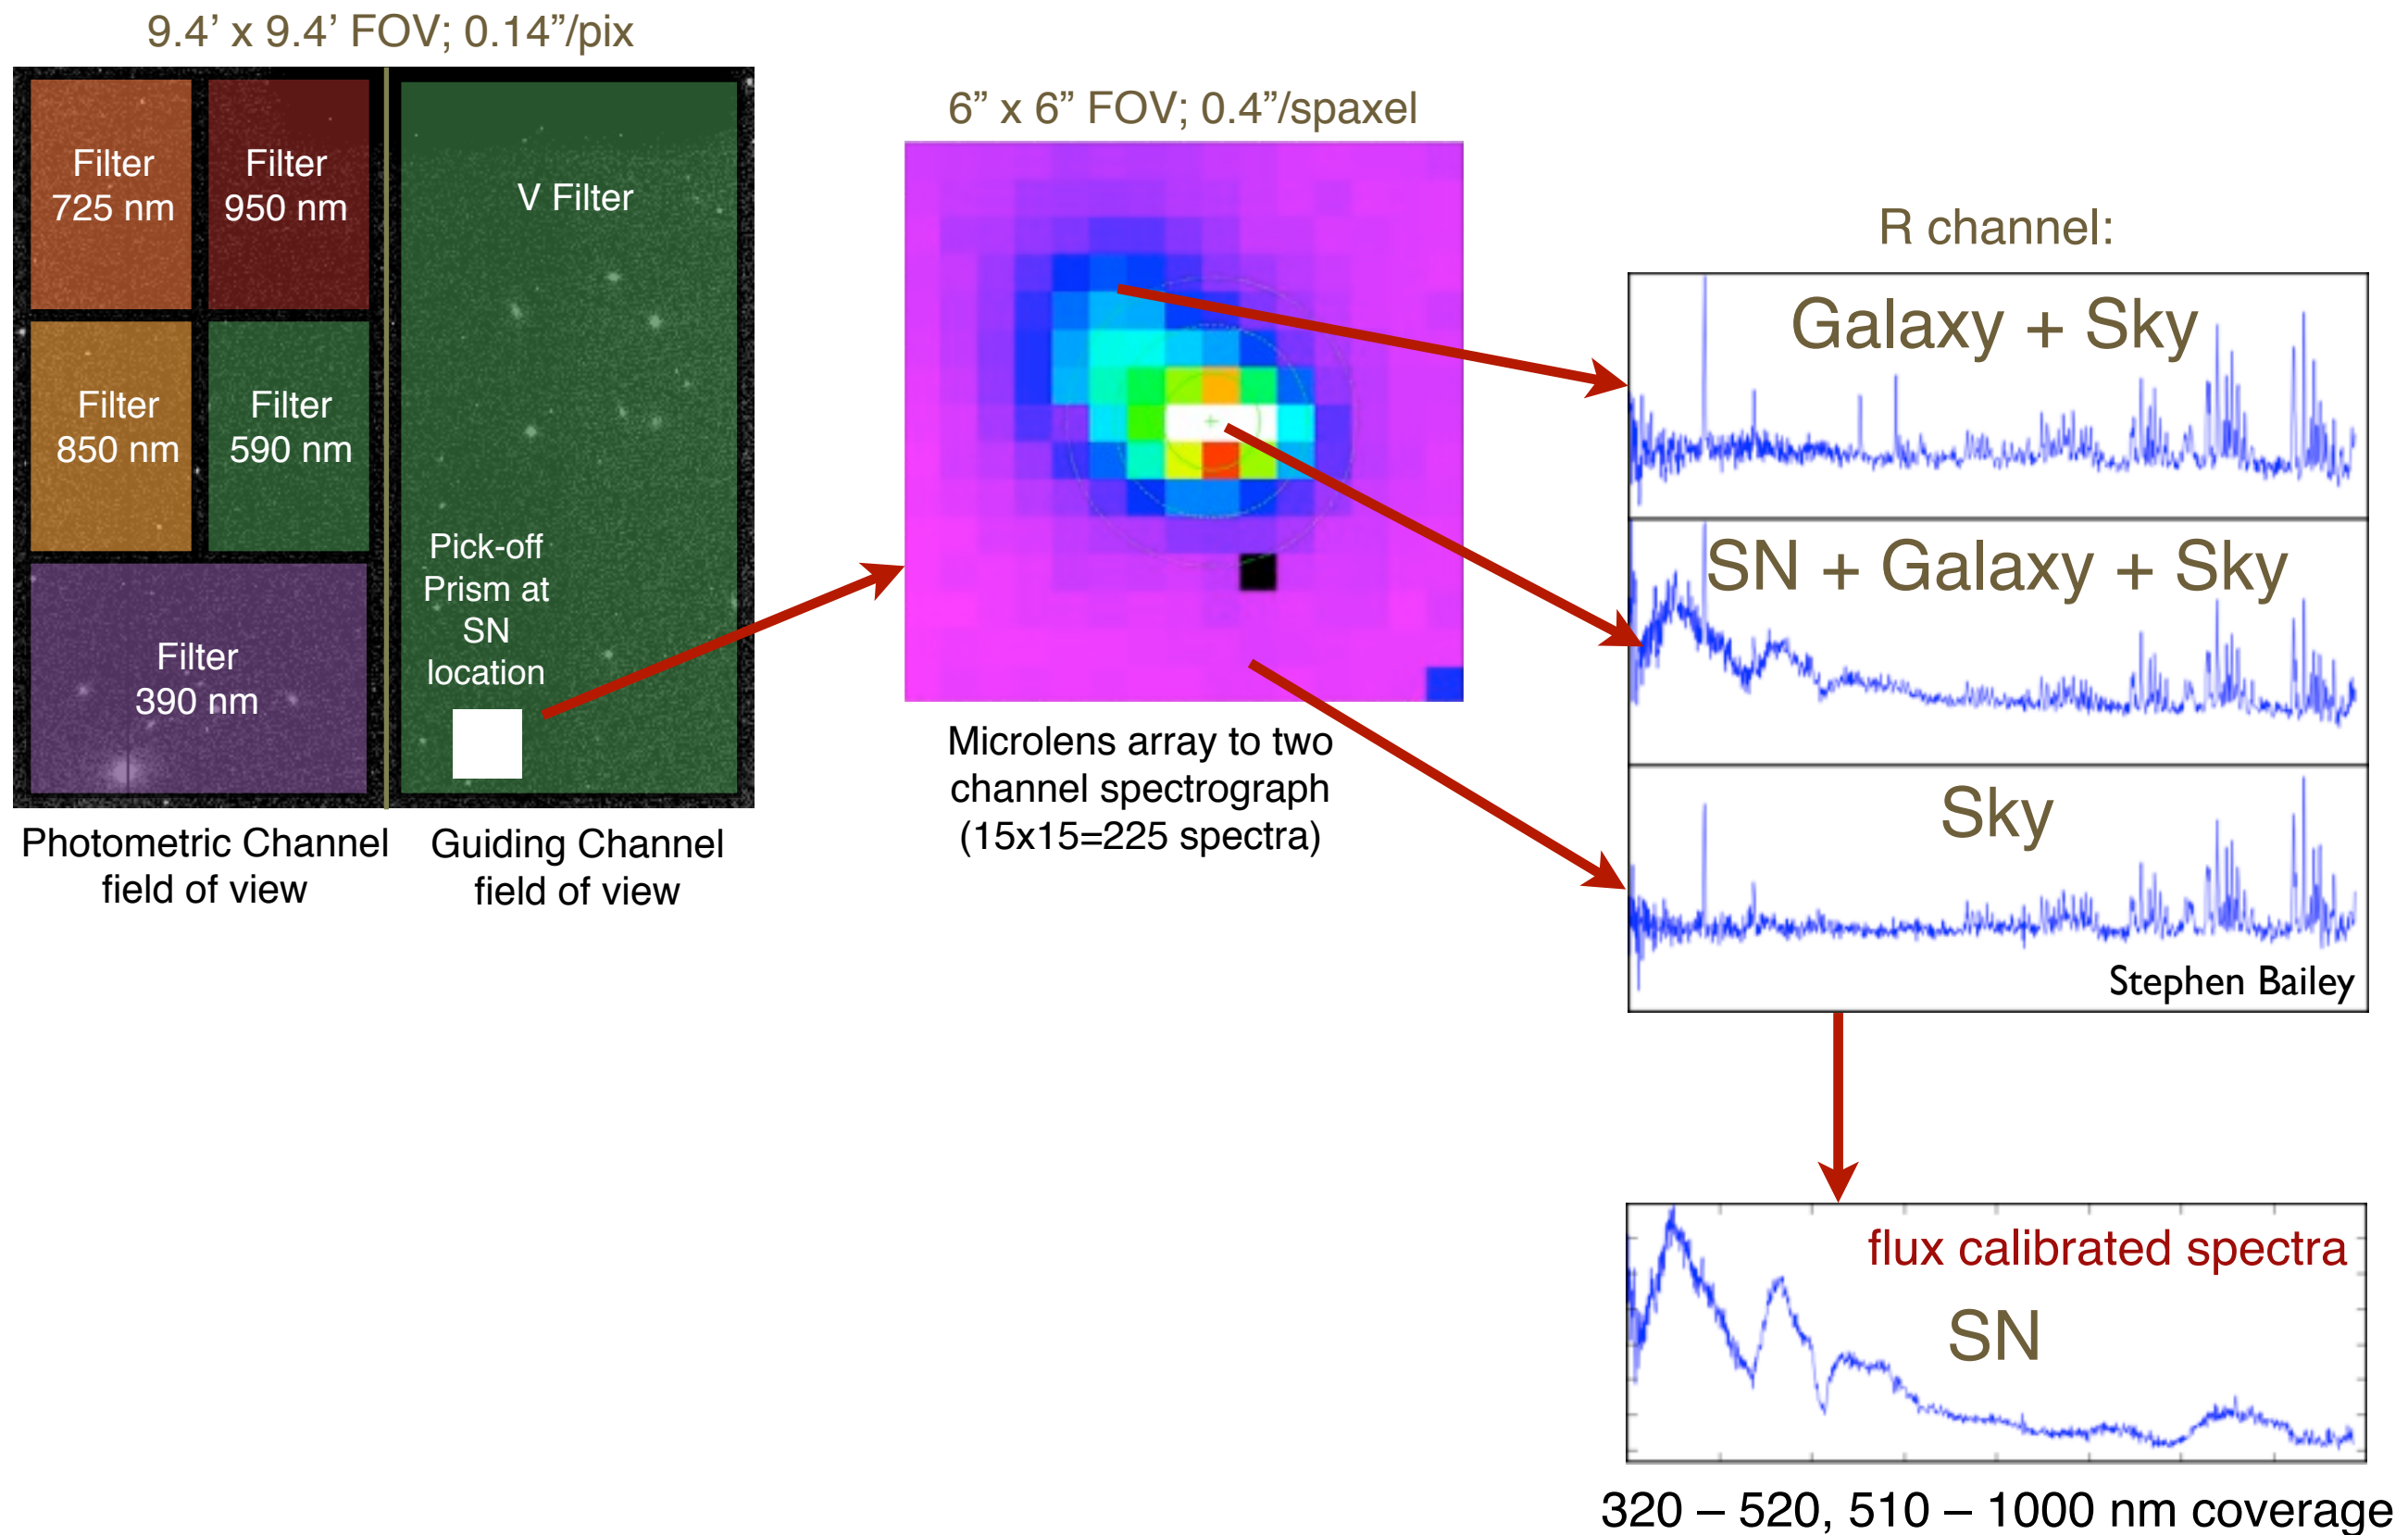 9.4’ x 9.4’ FOV; 0.14”/pix
Filter
725 nm
Filter
950 nm
V Filter
Filter
850 nm
Filter
590 nm
Pick-off
Prism at
SN
location
Filter
390 nm
Photometric Channel
field of view
Guiding Channel
field of view
6” x 6” FOV; 0.4”/spaxel
Microlens array to two
channel spectrograph
(15x15=225 spectra)
R channel:
Galaxy + Sky
SN + Galaxy + Sky
Sky
Stephen Bailey
flux calibrated spectra
SN
320 – 520, 510 – 1000 nm coverage